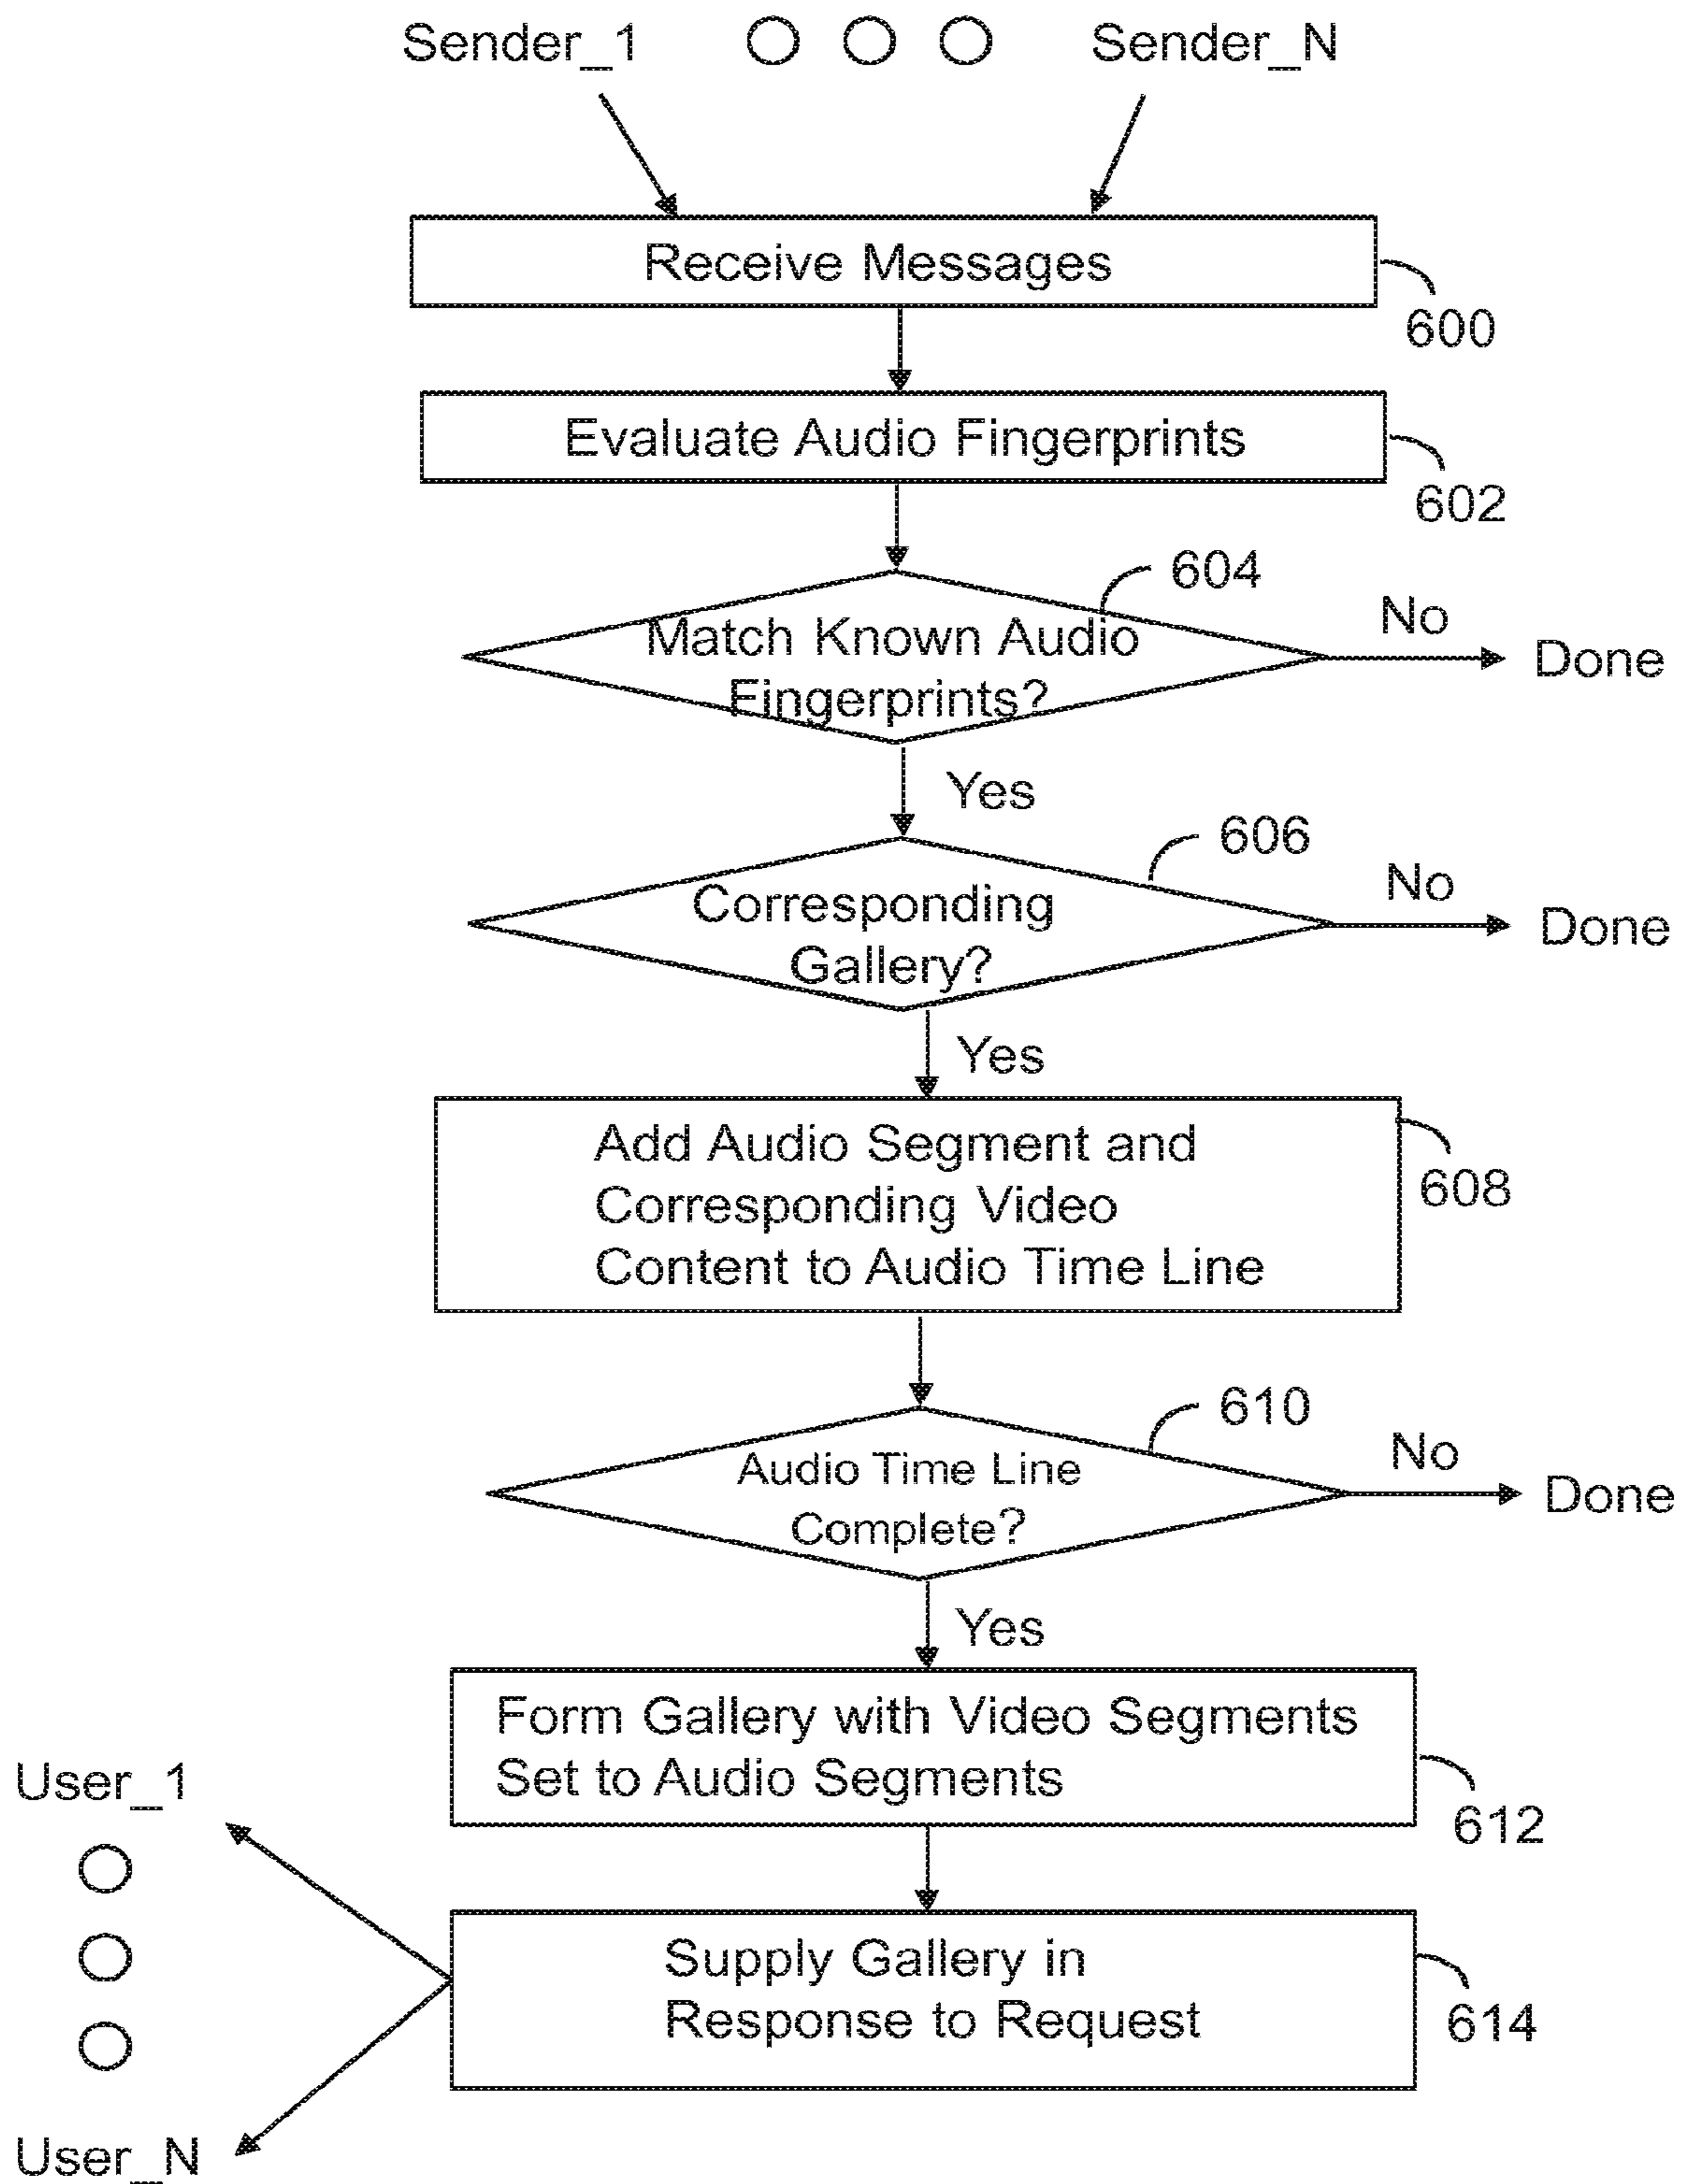 Sender_1 Sender_N
Receive Messages
600
Evaluate Audio Fingerprints
602
604
Match Known Audio
Fingerprints?
No
Done
Yes
606
Corresponding
Gallery?
No
Done
Yes
Add Audio Segment and
Corresponding Video
Content to Audio Time Line
608
610
Audio Time Line
Complete?
No
Done
Yes
Form Gallery with Video Segments
Set to Audio Segments
612
User_1
Supply Gallery in
Response to Request
614
User_N